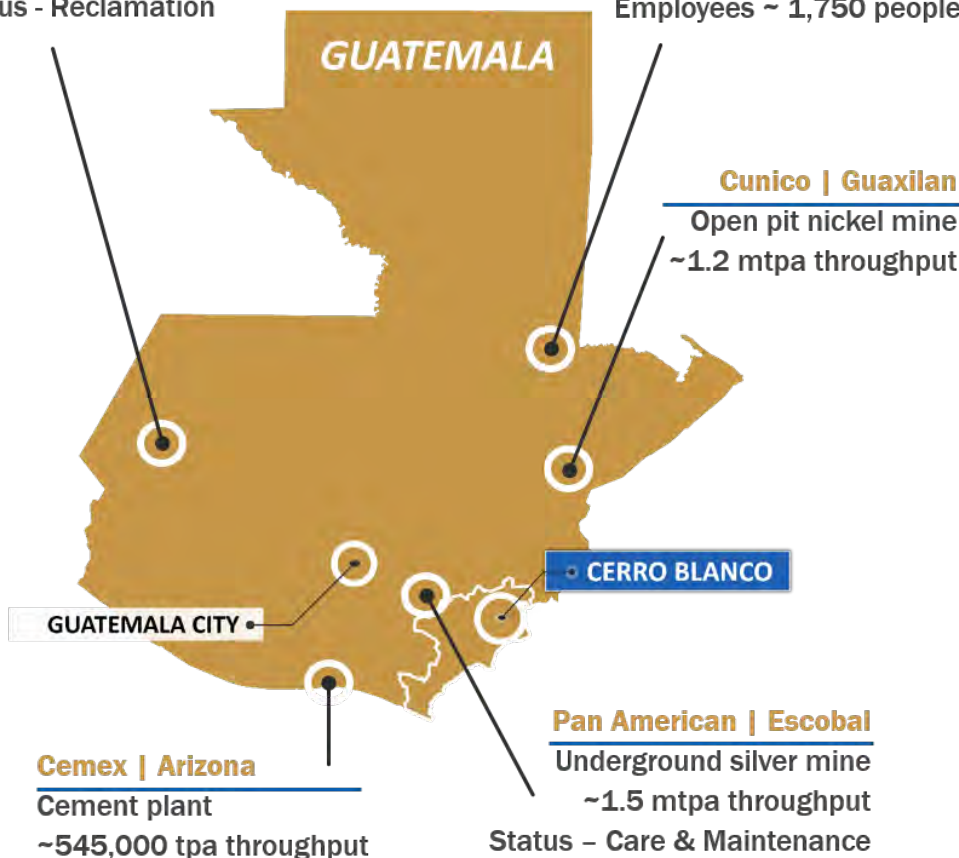 us - Reclamation
Employees ~ 1,750 people
GUATEMALA
Cunico | Guaxilan
Open pit nickel mine
~1.2 mtpa throughput
CERRO BLANCO
GUATEMALA CITY
Pan American | Escobal
Underground silver mine
~1.5 mtpa throughput
Status – Care & Maintenance
Cemex | Arizona
Cement plant
~545,000 tpa throughput